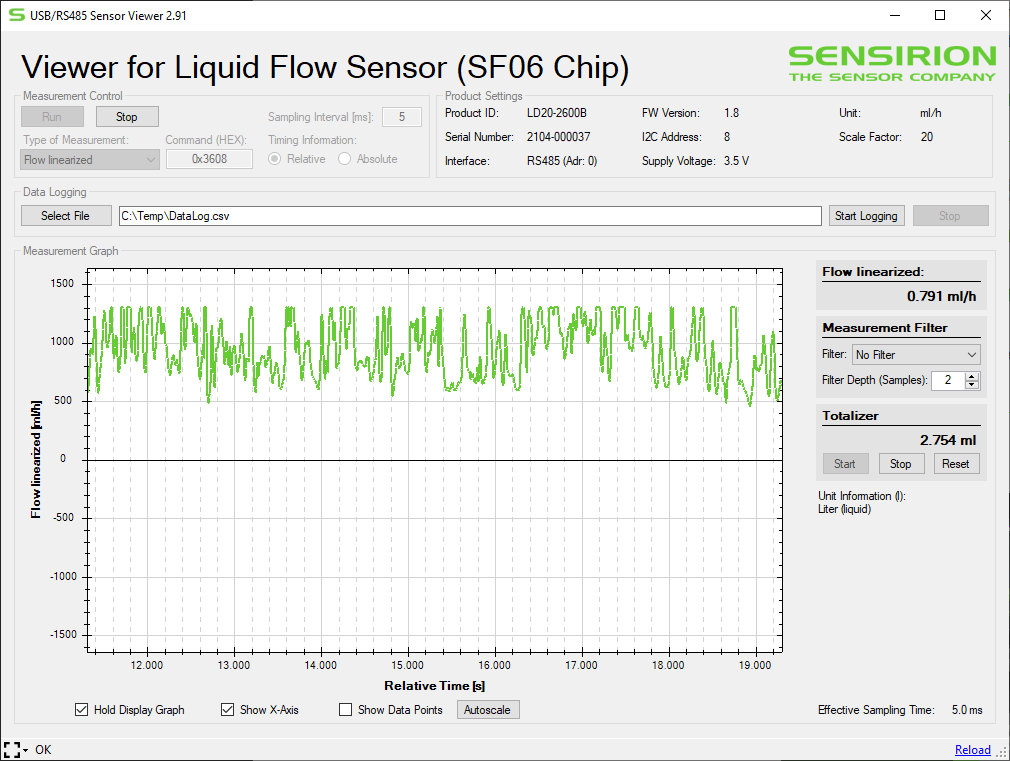 USB/RS485 Sensor Viewer 2.91
Viewer for Liquid Flow Sensor (SF06 Chip)
SENSIRION
THE SENSOR COMPANY
Measurement Control
Run
Stop
Sampling Interval [ms]:
5
Type of Measurement:
Command (HEX):
Timing Information:
Flow linearized
0x3608
Relative
Absolute
Product Settings
Product ID: LD20-2600B
FW Version: 1.8
Unit: ml/h
Serial Number: 2104-000037
I2C Address: 8
Scale Factor: 20
Interface: RS485 (Adr: 0)
Supply Voltage: 3.5 V
Data Logging
Select File
C:\Temp\DataLog.csv
Start Logging
Stop
Measurement Graph
Flow linearized [ml/h]
1500
1000
500
0
-500
-1000
-1500
12.000 13.000 14.000 15.000 16.000 17.000 18.000 19.000
Relative Time [s]
Hold Display Graph
Show X-Axis
Show Data Points
Autoscale
Flow linearized:
0.791 ml/h
Measurement Filter
Filter: No Filter
Filter Depth (Samples): 2
Totalizer
2.754 ml
Start
Stop
Reset
Unit Information (l):
Liter (liquid)
Effective Sampling Time: 5.0 ms
OK
Reload